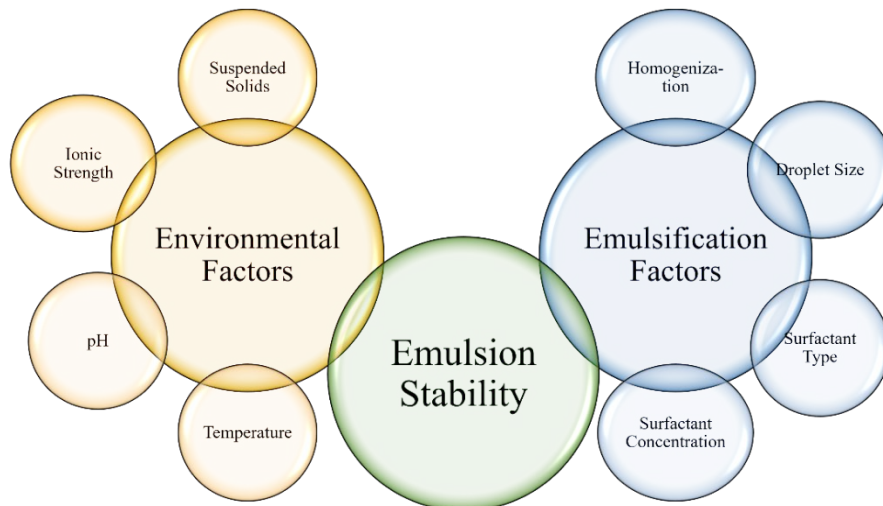 Suspended
Solids
Ionic
Strength
Environmental
Factors
pH
Temperature
Emulsion
Stability
Homogeniza-
tion
Droplet Size
Emulsification
Factors
Surfactant
Type
Surfactant
Concentration